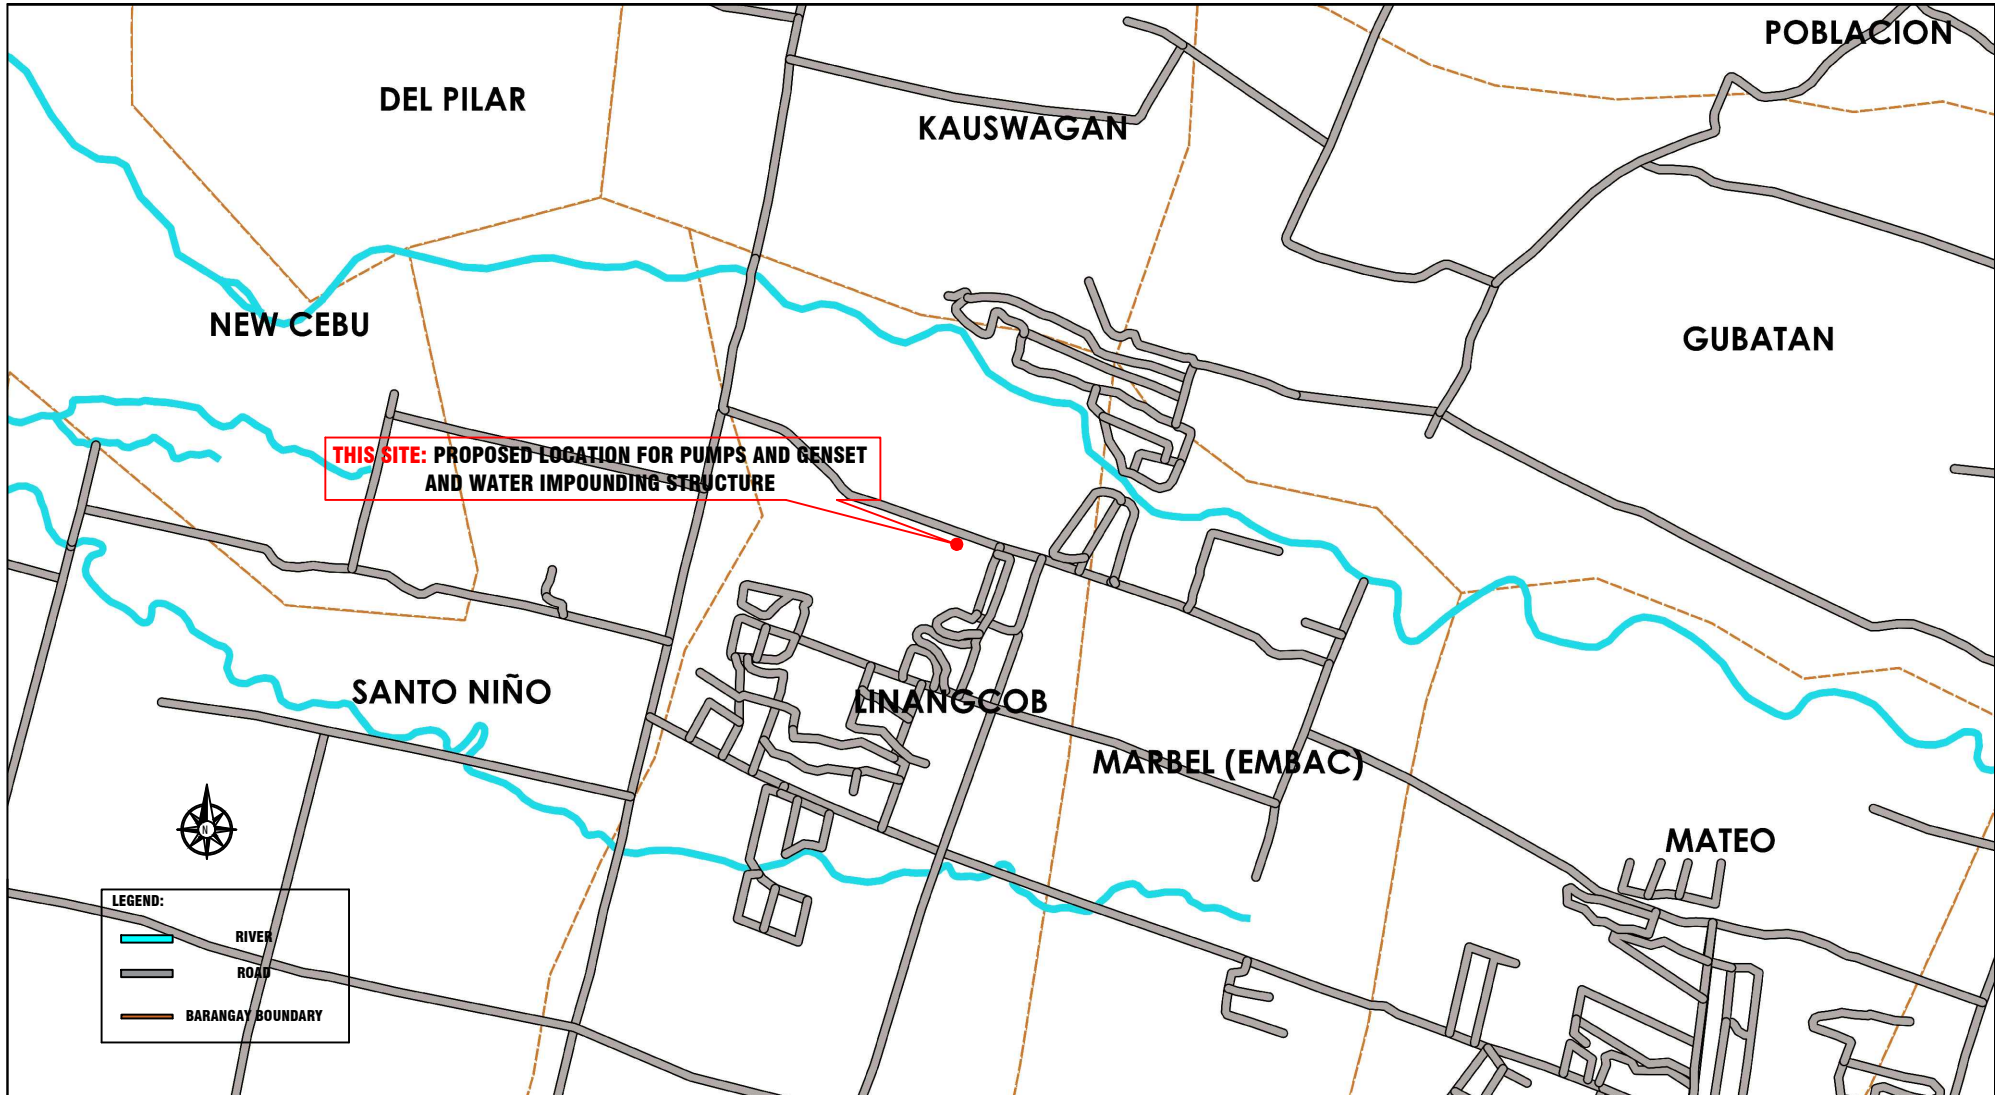 POBLACION
DEL PILAR
KAUSWAGAN
NEW CEBU
GUBATAN
THIS SITE: PROPOSED LOCATION FOR PUMPS AND GENSET
AND WATER IMPOUNDING STRUCTURE
SANTO NIÑO
LINANGCOB
MARBEL (EMBAC)
N
MATEO
LEGEND:
RIVER
ROAD
BARANGAY BOUNDARY